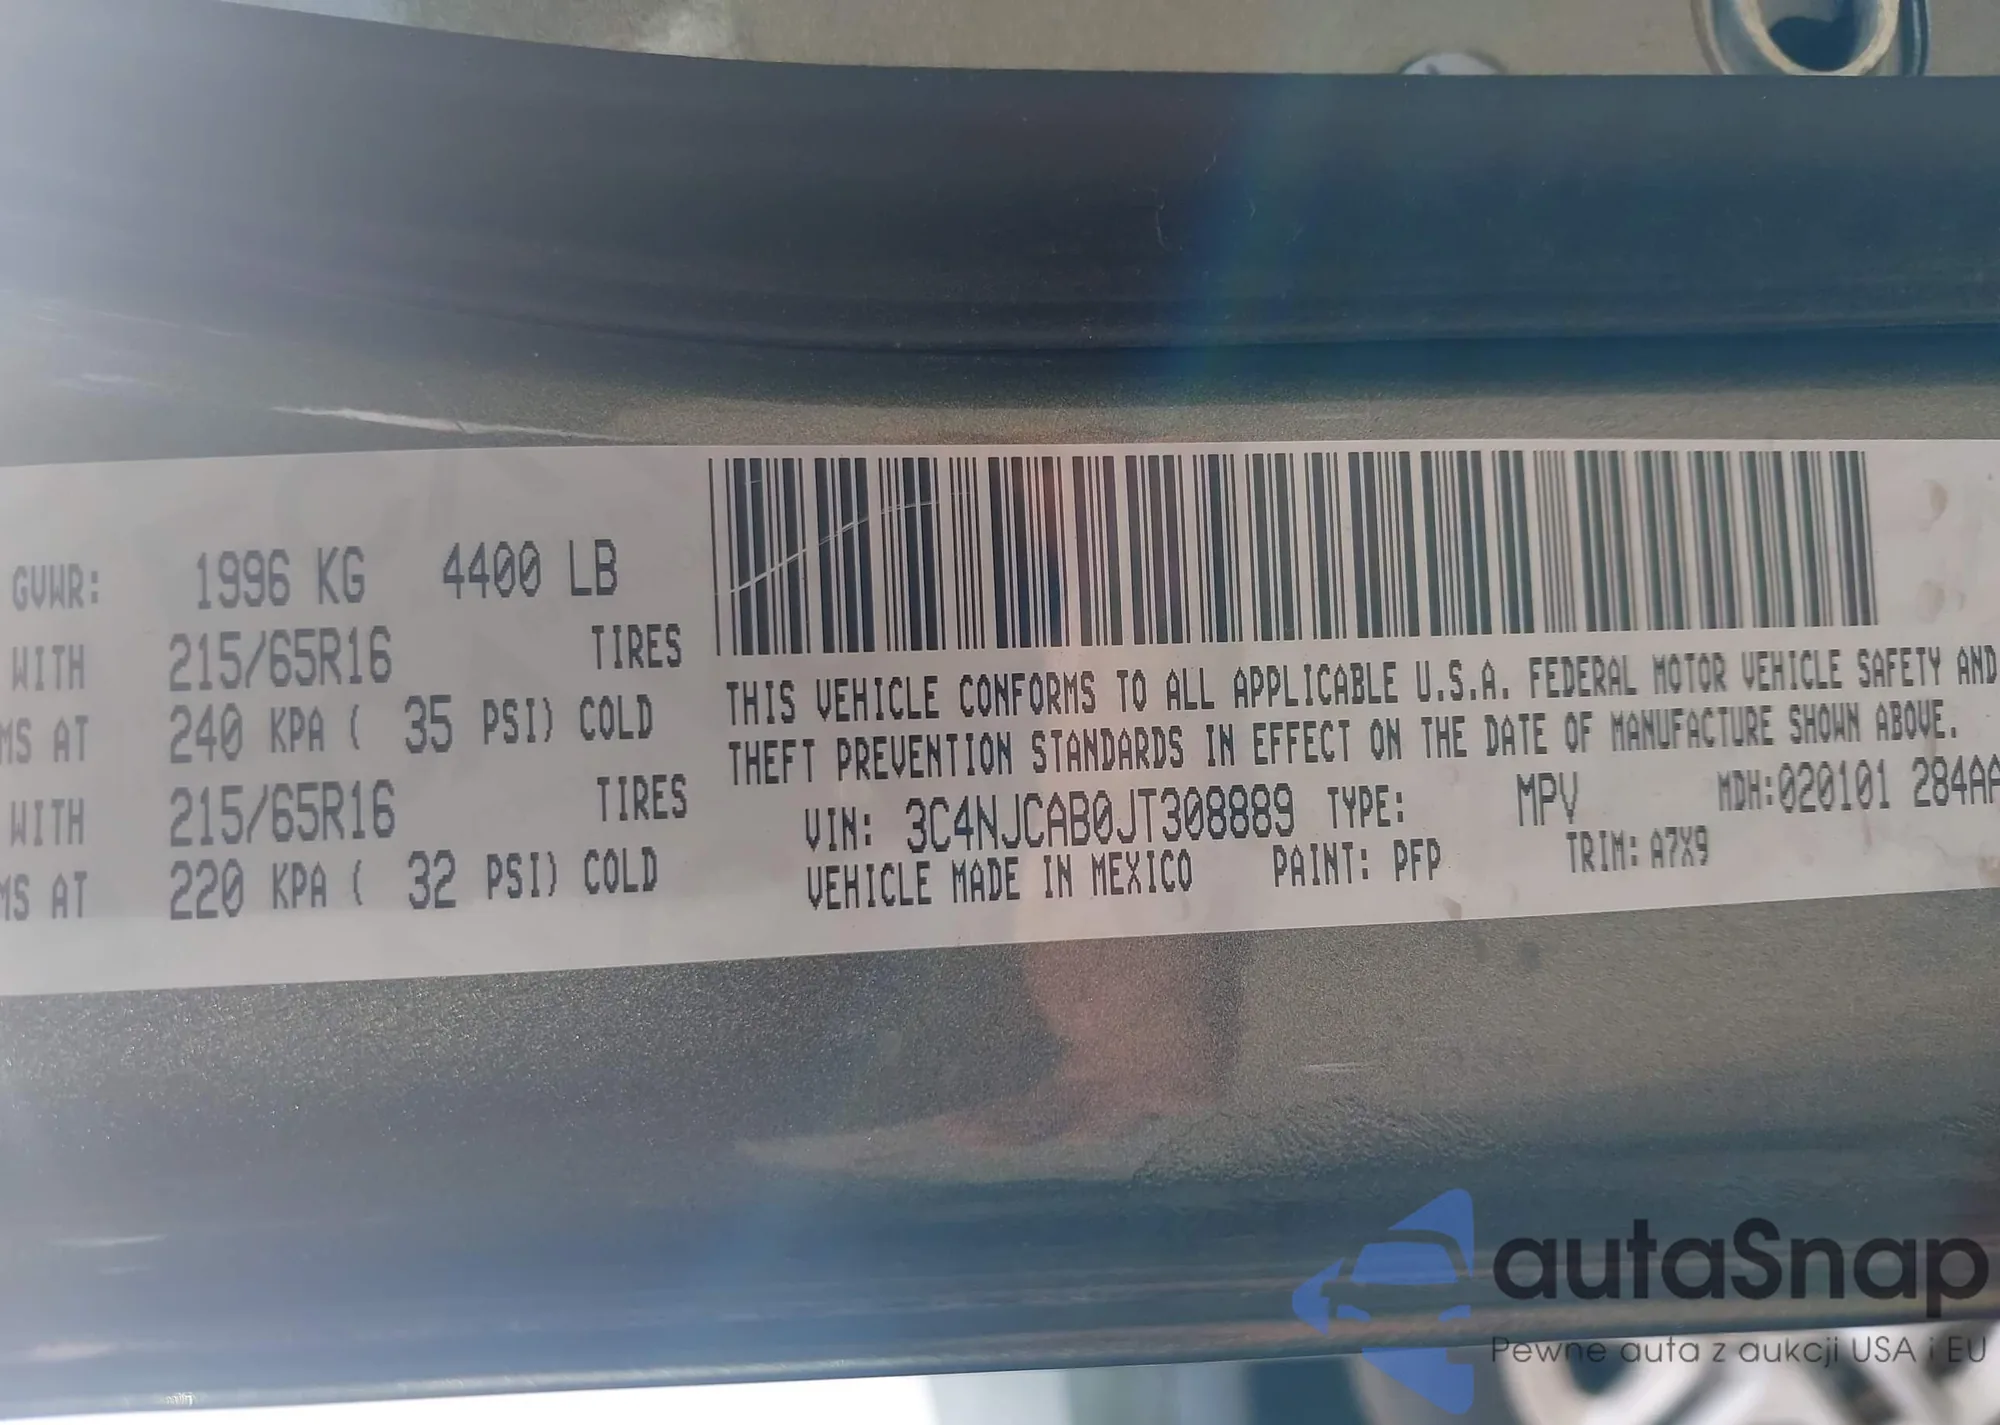 GVWR: 1996 KG 4400 LB
WITH 215/65R16 TIRES
MS AT 240 KPA ( 35 PSI) COLD
WITH 215/65R16 TIRES
MS AT 220 KPA ( 32 PSI) COLD
THIS VEHICLE CONFORMS TO ALL APPLICABLE U.S.A. FEDERAL MOTOR VEHICLE SAFETY AND
THEFT PREVENTION STANDARDS IN EFFECT ON THE DATE OF MANUFACTURE SHOWN ABOVE.
VIN: 3C4NJCAB0JT308889 TYPE: MPV MDH:020101 284AA
VEHICLE MADE IN MEXICO PAINT: PFP TRIM: A7X9
autaSnap
Pewne auta z aukcji USA i EU